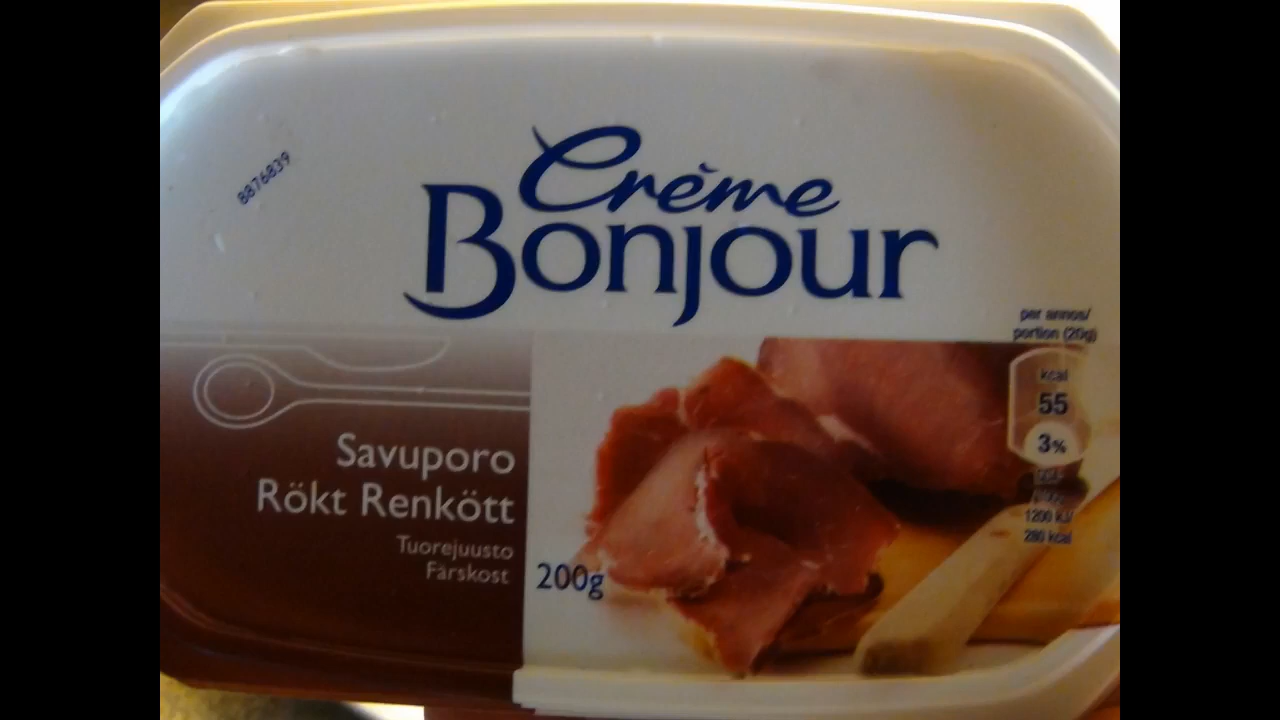 8876839
Crème
Bonjour
per annos/
portion (20g)
kcal
55
3%
1200 kJ/
280 kcal
Savuporo
Rökt Renkött
Tuorejuusto
Färskost
200g